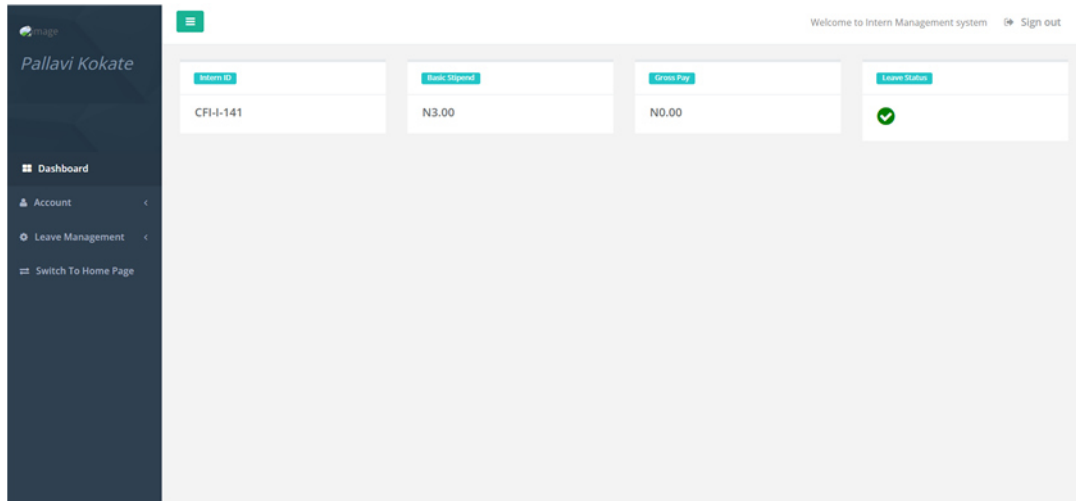 image
Pallavi Kokate
Dashboard
Account
Leave Management
Switch To Home Page
Welcome to Intern Management system Sign out
Intern ID
CFI-I-141
Basic Stipend
N3.00
Gross Pay
N0.00
Leave Status